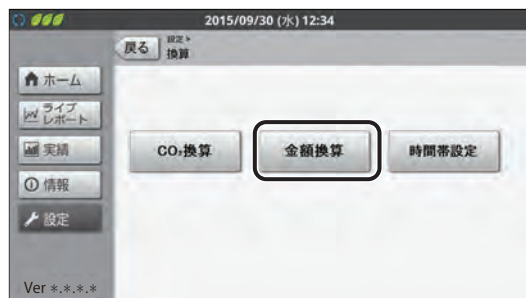 2015/09/30 (水) 12:34
戻る
設定▸
換算
ホーム
ライブ
レポート
実績
情報
設定
CO₂換算
金額換算
時間帯設定
Ver *.*.*.*